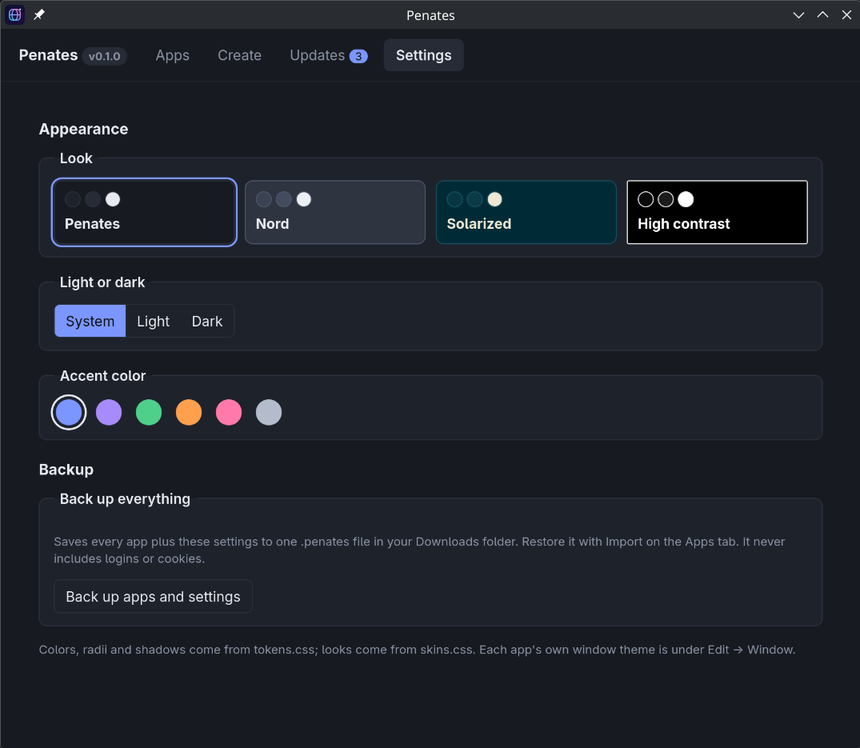 Penates
Penates v0.1.0 Apps Create Updates 3 Settings
Appearance
Look
Penates Nord Solarized High contrast
Light or dark
System Light Dark
Accent color
Backup
Back up everything
Saves every app plus these settings to one .penates file in your Downloads folder. Restore it with Import on the Apps tab. It never
includes logins or cookies.
Back up apps and settings
Colors, radii and shadows come from tokens.css; looks come from skins.css. Each app's own window theme is under Edit → Window.